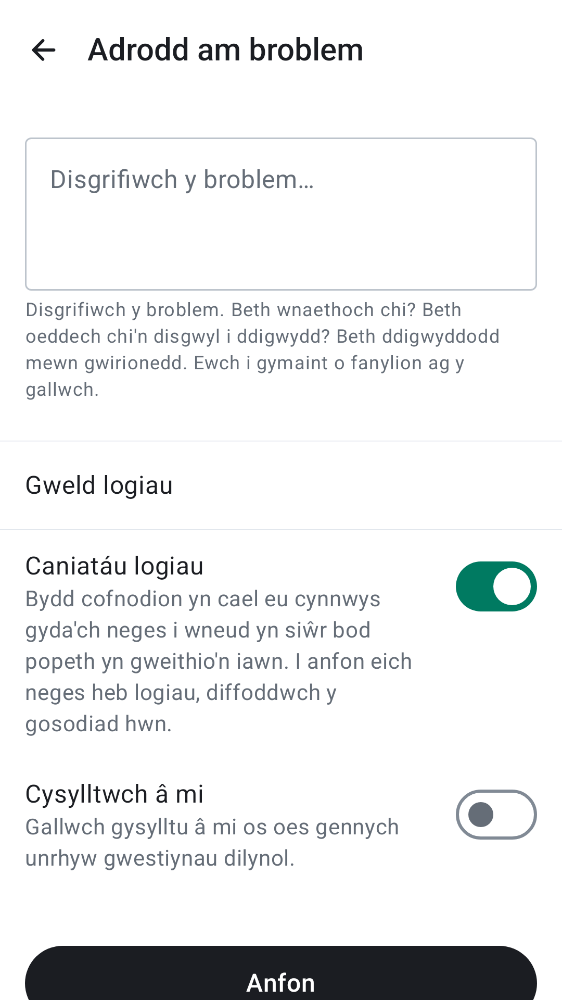 Adrodd am broblem
Disgrifiwch y broblem…
Disgrifiwch y broblem. Beth wnaethoch chi? Beth
oeddech chi'n disgwyl i ddigwydd? Beth ddigwyddodd
mewn gwirionedd. Ewch i gymaint o fanylion ag y
gallwch.
Gweld logiau
Caniatáu logiau
Bydd cofnodion yn cael eu cynnwys
gyda'ch neges i wneud yn siŵr bod
popeth yn gweithio'n iawn. I anfon eich
neges heb logiau, diffoddwch y
gosodiad hwn.
Cysylltwch â mi
Gallwch gysylltu â mi os oes gennych
unrhyw gwestiynau dilynol.
Anfon